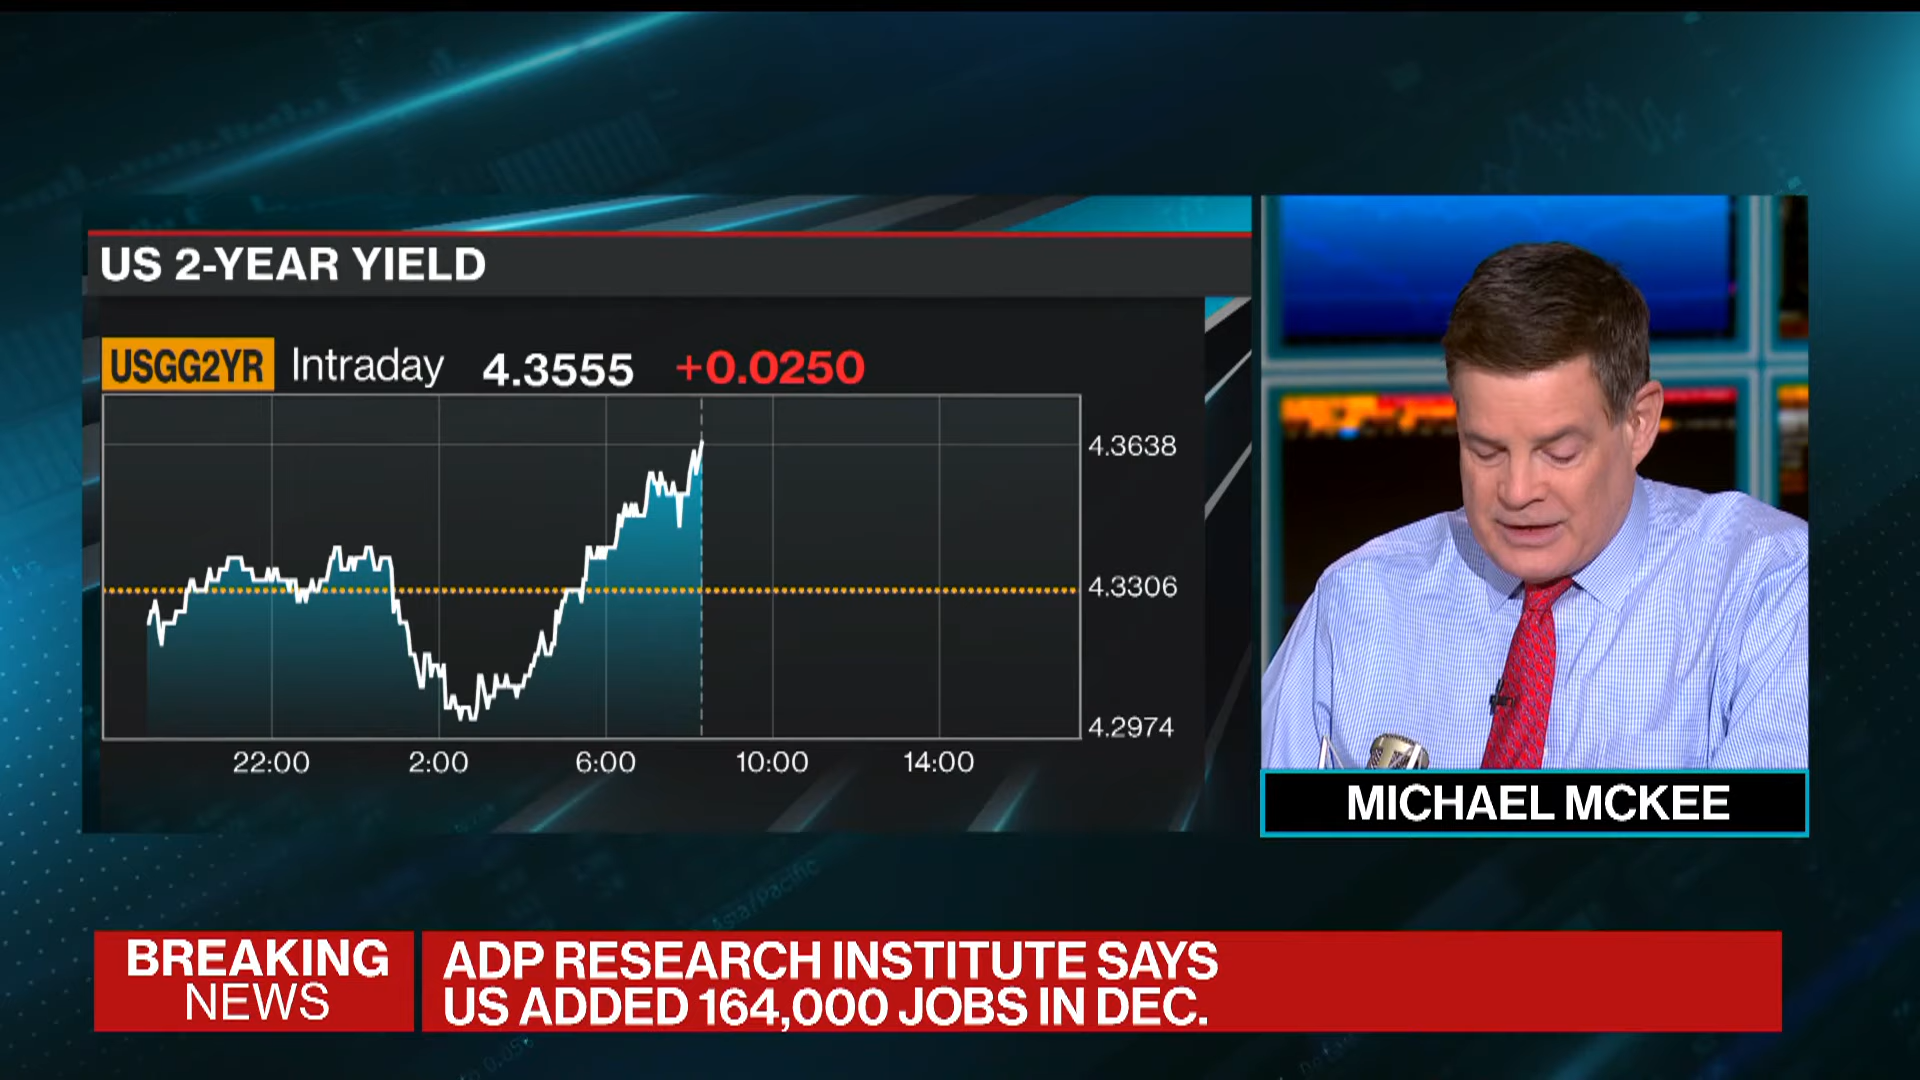 US 2-YEAR YIELD
USGG2YR Intraday 4.3555 +0.0250
4.3638
4.3306
4.2974
22:00 2:00 6:00 10:00 14:00
MICHAEL MCKEE
BREAKING
NEWS
ADP RESEARCH INSTITUTE SAYS
US ADDED 164,000 JOBS IN DEC.
Asia/Pacific